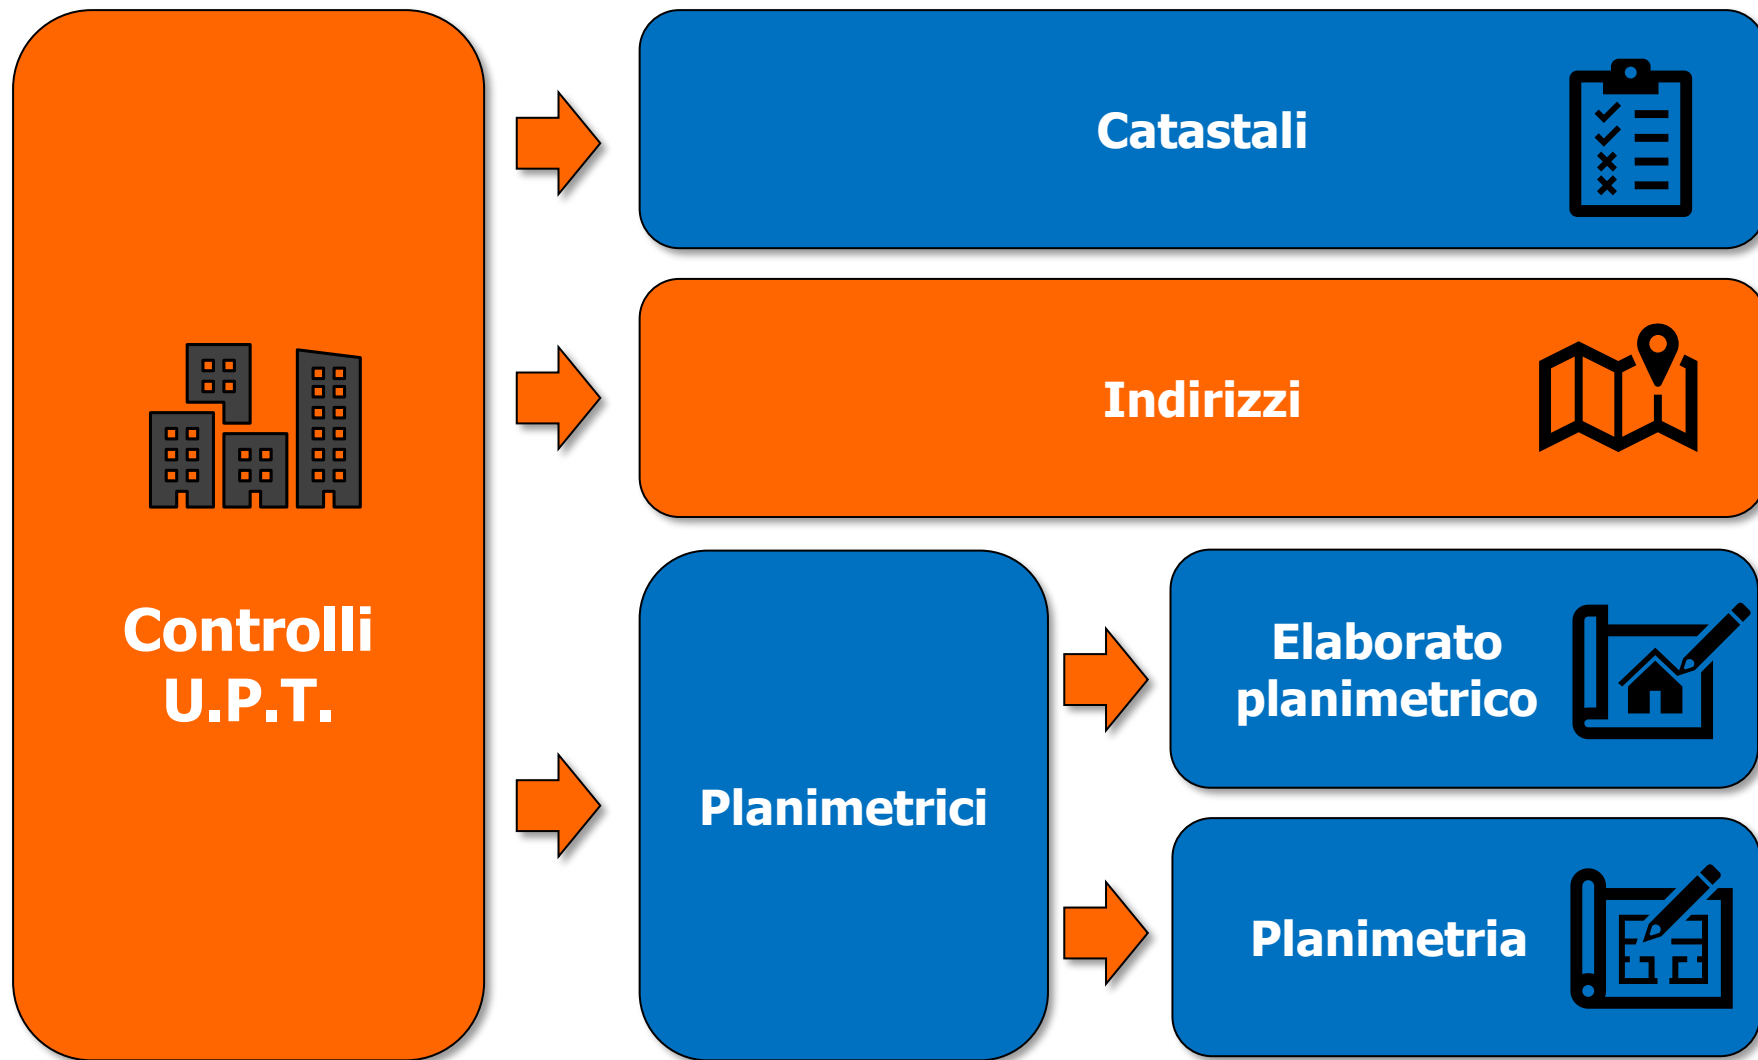 Controlli
U.P.T.
Catastali
Indirizzi
Planimetrici
Elaborato
planimetrico
Planimetria